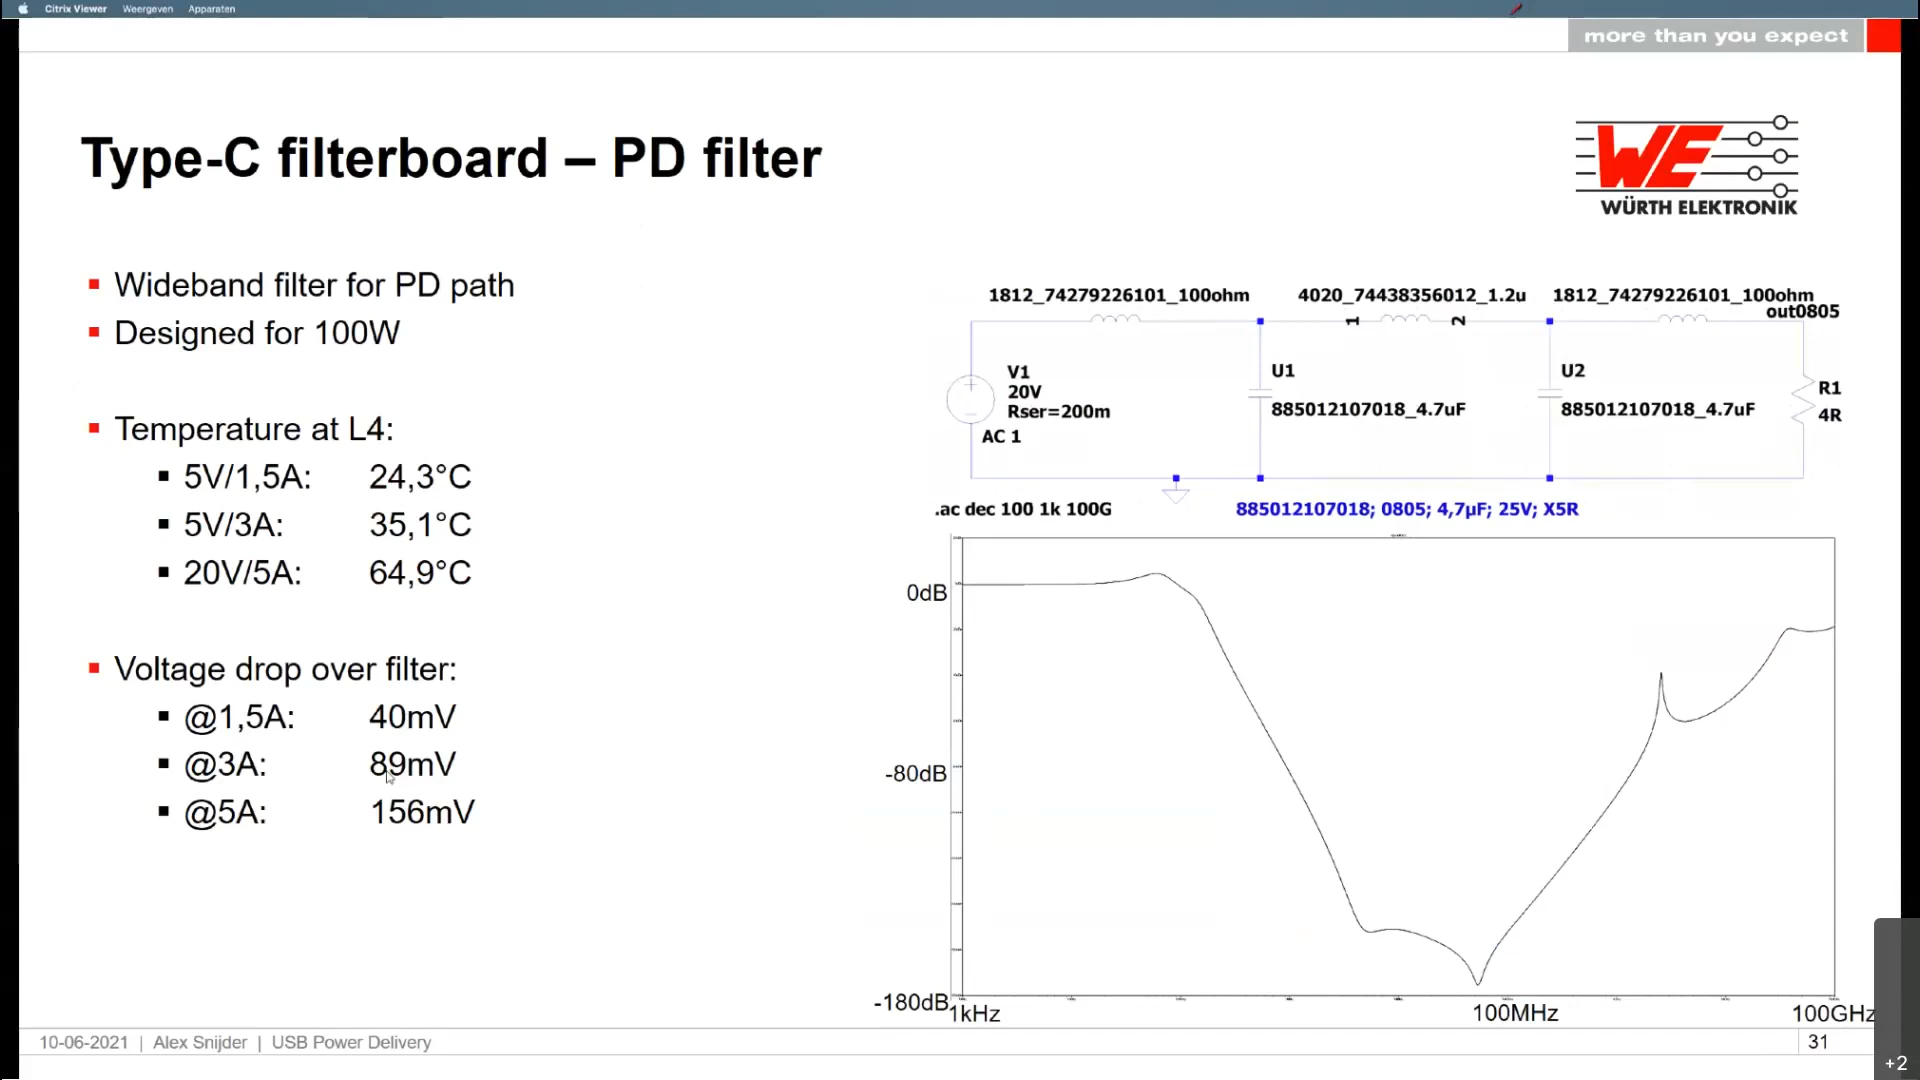 Citrix Viewer Weergeven Apparaten
more than you expect
Type-C filterboard – PD filter
WE
WÜRTH ELEKTRONIK
Wideband filter for PD path
Designed for 100W
Temperature at L4:
5V/1,5A: 24,3°C
5V/3A: 35,1°C
20V/5A: 64,9°C
Voltage drop over filter:
@1,5A: 40mV
@3A: 89mV
@5A: 156mV
1812_74279226101_100ohm 4020_74438356012_1.2u 1812_74279226101_100ohm
out0805
1 2
V1
20V
Rser=200m
AC 1
U1
885012107018_4.7uF
U2
885012107018_4.7uF
R1
4R
.ac dec 100 1k 100G
885012107018; 0805; 4,7µF; 25V; X5R
0dB
-80dB
-180dB
1kHz 100MHz 100GHz
10-06-2021 | Alex Snijder | USB Power Delivery
31
+2